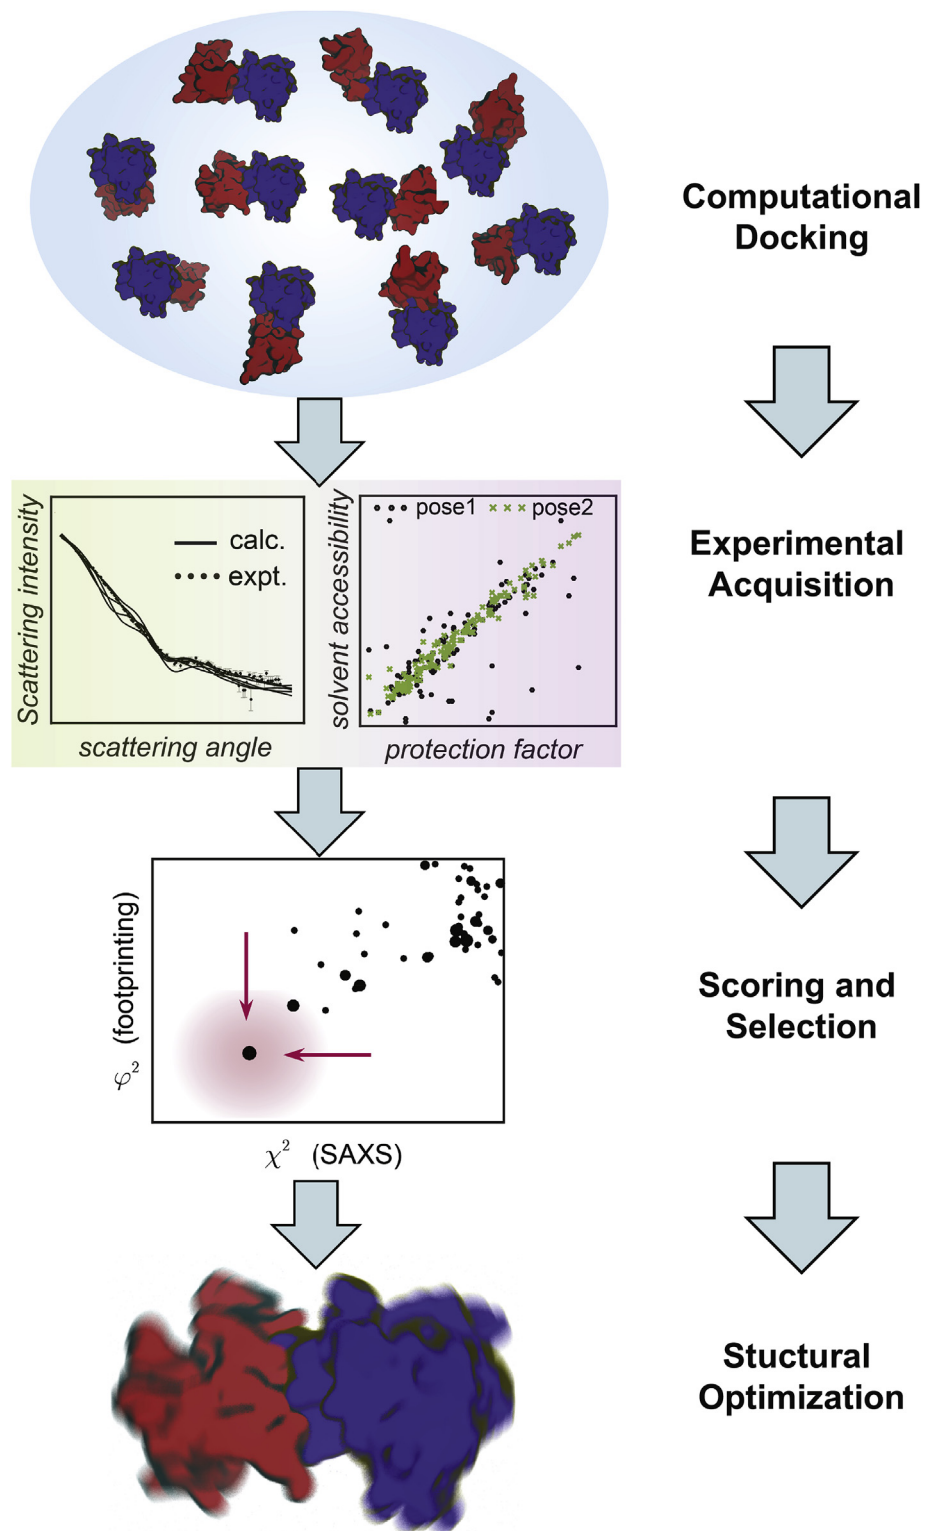 Computational
Docking
Scattering intensity
calc.
expt.
scattering angle
solvent accessibility
pose1
pose2
protection factor
Experimental
Acquisition
φ² (footprinting)
χ² (SAXS)
Scoring and
Selection
Stuctural
Optimization